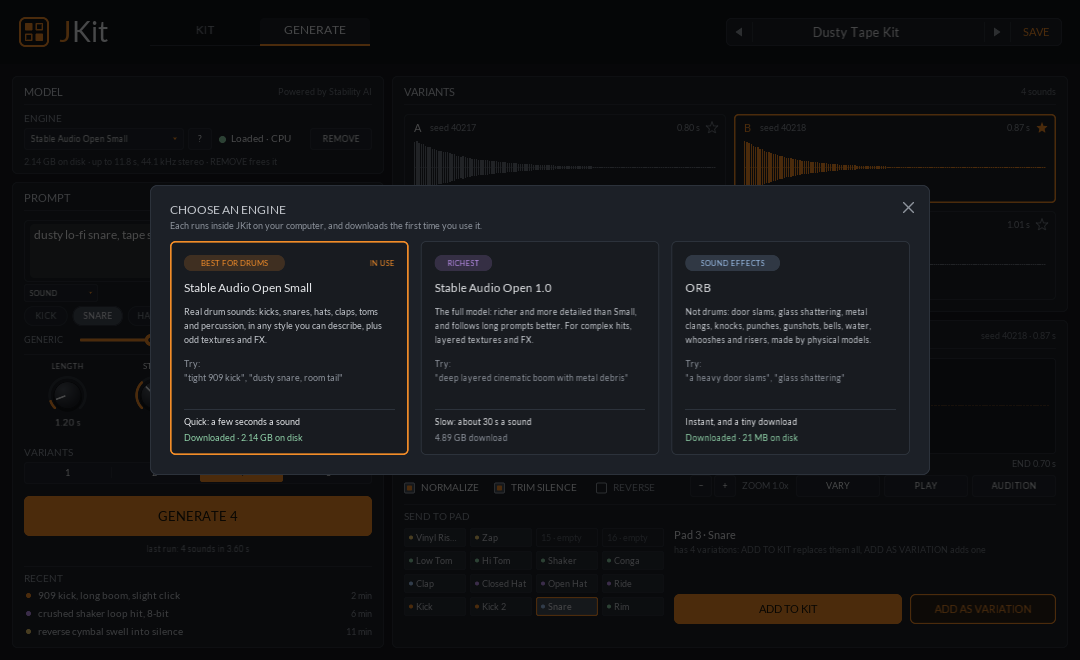 JKit
KIT
GENERATE
Dusty Tape Kit
SAVE
MODEL
Powered by Stability AI
ENGINE
Stable Audio Open Small
?
Loaded · CPU
REMOVE
2.14 GB on disk · up to 11.8 s, 44.1 kHz stereo · REMOVE frees it
PROMPT
dusty lo-fi snare, tape s
SOUND
KICK
SNARE
HA
GENERIC
LENGTH
ST
1.20 s
VARIANTS
1
GENERATE 4
last run: 4 sounds in 3.60 s
RECENT
909 kick, long boom, slight click
2 min
crushed shaker loop hit, 8-bit
6 min
reverse cymbal swell into silence
11 min
VARIANTS
4 sounds
A seed 40217
0.80 s
B seed 40218
0.87 s
1.01 s
seed 40218 · 0.87 s
CHOOSE AN ENGINE
Each runs inside JKit on your computer, and downloads the first time you use it.
BEST FOR DRUMS
IN USE
Stable Audio Open Small
Real drum sounds: kicks, snares, hats, claps, toms
and percussion, in any style you can describe, plus
odd textures and FX.
Try:
"tight 909 kick", "dusty snare, room tail"
Quick: a few seconds a sound
Downloaded · 2.14 GB on disk
RICHEST
Stable Audio Open 1.0
The full model: richer and more detailed than Small,
and follows long prompts better. For complex hits,
layered textures and FX.
Try:
"deep layered cinematic boom with metal debris"
Slow: about 30 s a sound
4.89 GB download
SOUND EFFECTS
ORB
Not drums: door slams, glass shattering, metal
clangs, knocks, punches, gunshots, bells, water,
whooshes and risers, made by physical models.
Try:
"a heavy door slams", "glass shattering"
Instant, and a tiny download
Downloaded · 21 MB on disk
END 0.70 s
NORMALIZE
TRIM SILENCE
REVERSE
−
+
ZOOM 1.0x
VARY
PLAY
AUDITION
SEND TO PAD
Vinyl Ris...
Zap
15 · empty
16 · empty
Low Tom
Hi Tom
Shaker
Conga
Clap
Closed Hat
Open Hat
Ride
Kick
Kick 2
Snare
Rim
Pad 3 · Snare
has 4 variations: ADD TO KIT replaces them all, ADD AS VARIATION adds one
ADD TO KIT
ADD AS VARIATION